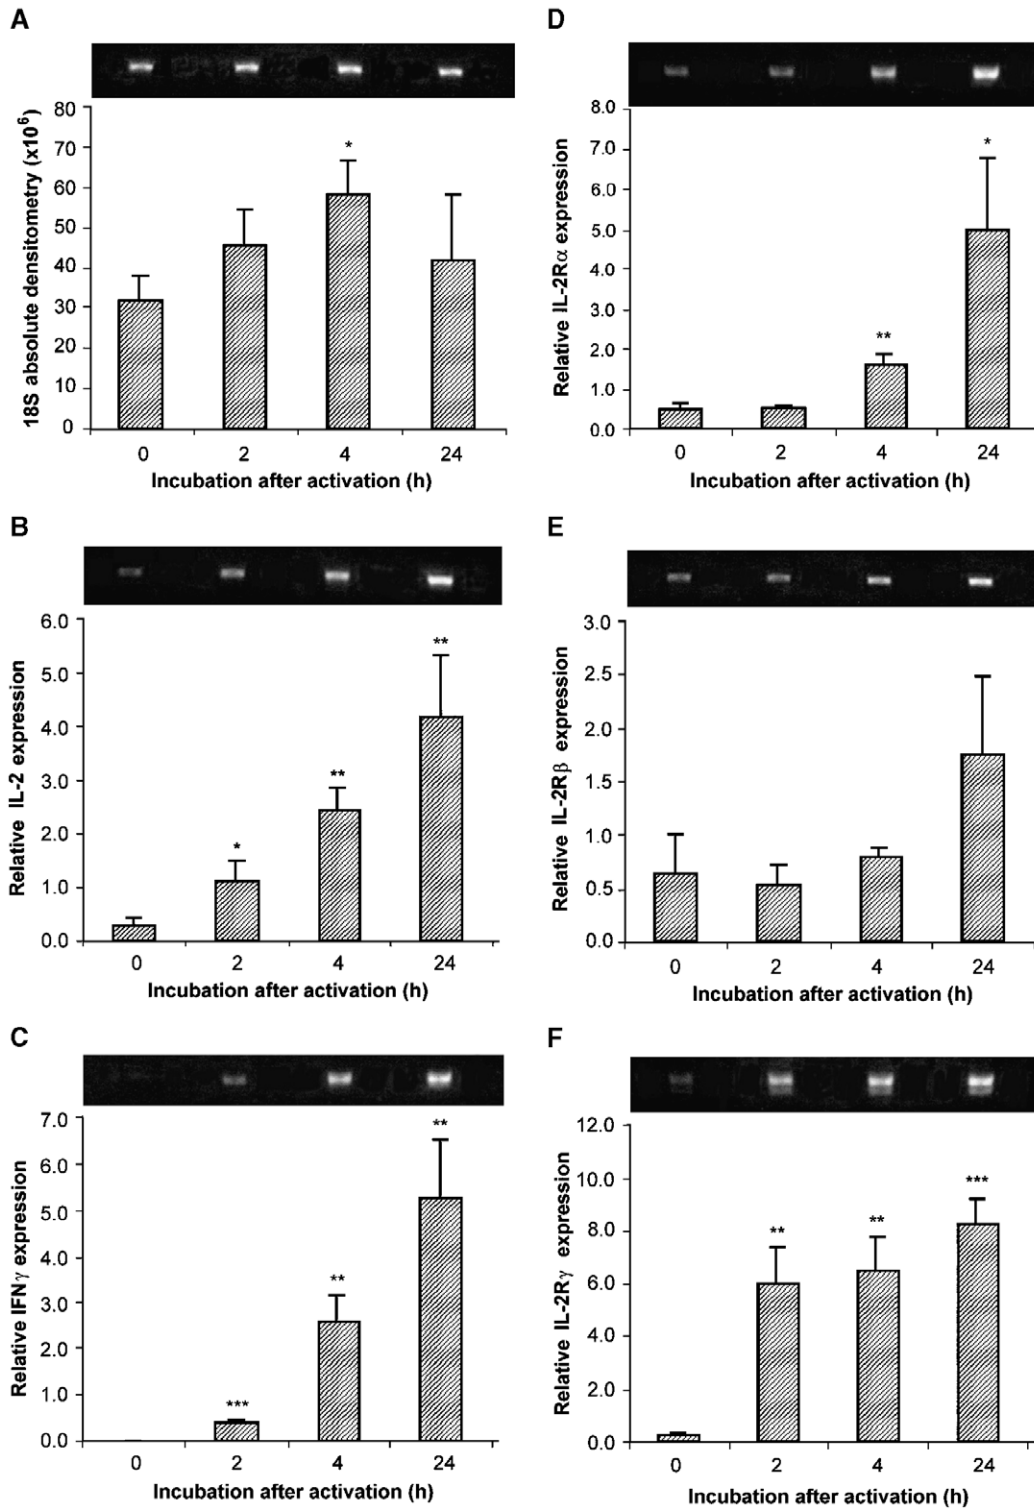 A
18S absolute densitometry (x10⁶)
80
70
60
50
40
30
20
10
0
*
0 2 4 24
Incubation after activation (h)
B
Relative IL-2 expression
6.0
5.0
4.0
3.0
2.0
1.0
0.0
*
**
**
0 2 4 24
Incubation after activation (h)
C
Relative IFNγ expression
7.0
6.0
5.0
4.0
3.0
2.0
1.0
0.0
***
**
**
0 2 4 24
Incubation after activation (h)
D
Relative IL-2Rα expression
8.0
7.0
6.0
5.0
4.0
3.0
2.0
1.0
0.0
**
*
0 2 4 24
Incubation after activation (h)
E
Relative IL-2Rβ expression
3.0
2.5
2.0
1.5
1.0
0.5
0.0
0 2 4 24
Incubation after activation (h)
F
Relative IL-2Rγ expression
12.0
10.0
8.0
6.0
4.0
2.0
0.0
**
**
***
0 2 4 24
Incubation after activation (h)